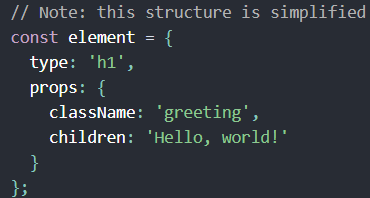 // Note: this structure is simplified
const element = {
  type: 'h1',
  props: {
    className: 'greeting',
    children: 'Hello, world!'
  }
};